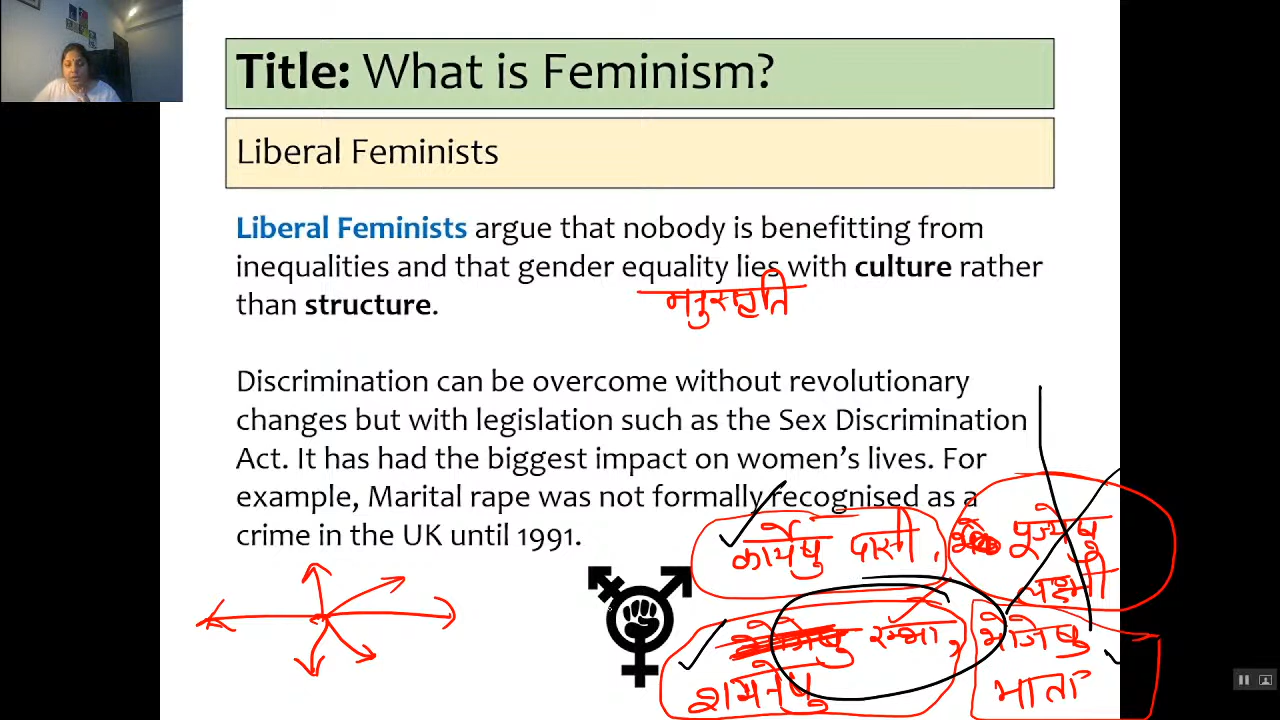 Title: What is Feminism?
Liberal Feminists
Liberal Feminists argue that nobody is benefitting from
inequalities and that gender equality lies with culture rather
than structure.
मनुस्मृति
Discrimination can be overcome without revolutionary
changes but with legislation such as the Sex Discrimination
Act. It has had the biggest impact on women’s lives. For
example, Marital rape was not formally recognised as a
crime in the UK until 1991.
कार्येषु दासी,
पूज्येषु
लक्ष्मी
रम्भा,
शयनेषु
भोजेषु
माता